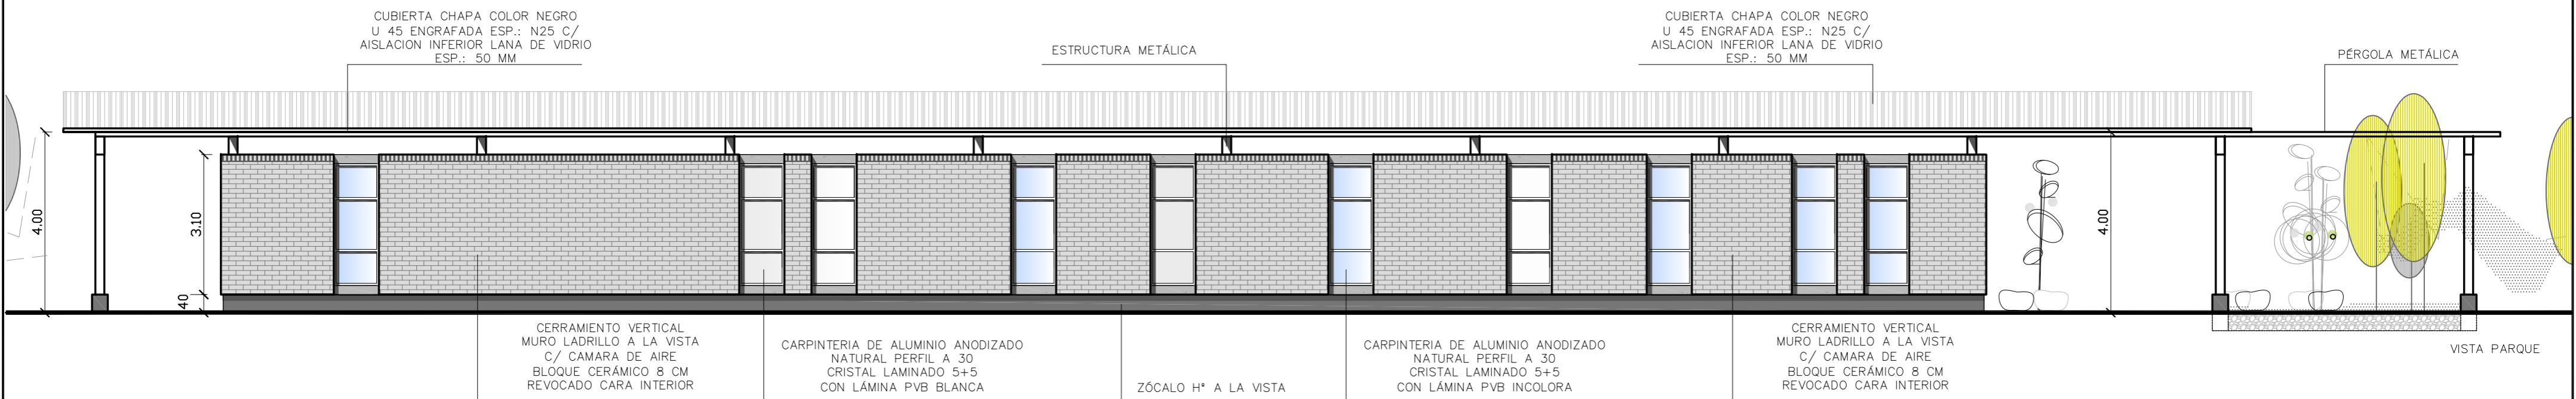 CUBIERTA CHAPA COLOR NEGRO
U 45 ENGRAFADA ESP.: N25 C/
AISLACION INFERIOR LANA DE VIDRIO
ESP.: 50 MM
ESTRUCTURA METÁLICA
CUBIERTA CHAPA COLOR NEGRO
U 45 ENGRAFADA ESP.: N25 C/
AISLACION INFERIOR LANA DE VIDRIO
ESP.: 50 MM
PÉRGOLA METÁLICA
4.00
3.10
40
4.00
CERRAMIENTO VERTICAL
MURO LADRILLO A LA VISTA
C/ CAMARA DE AIRE
BLOQUE CERÁMICO 8 CM
REVOCADO CARA INTERIOR
CARPINTERIA DE ALUMINIO ANODIZADO
NATURAL PERFIL A 30
CRISTAL LAMINADO 5+5
CON LÁMINA PVB BLANCA
ZÓCALO H° A LA VISTA
CARPINTERIA DE ALUMINIO ANODIZADO
NATURAL PERFIL A 30
CRISTAL LAMINADO 5+5
CON LÁMINA PVB INCOLORA
CERRAMIENTO VERTICAL
MURO LADRILLO A LA VISTA
C/ CAMARA DE AIRE
BLOQUE CERÁMICO 8 CM
REVOCADO CARA INTERIOR
VISTA PARQUE